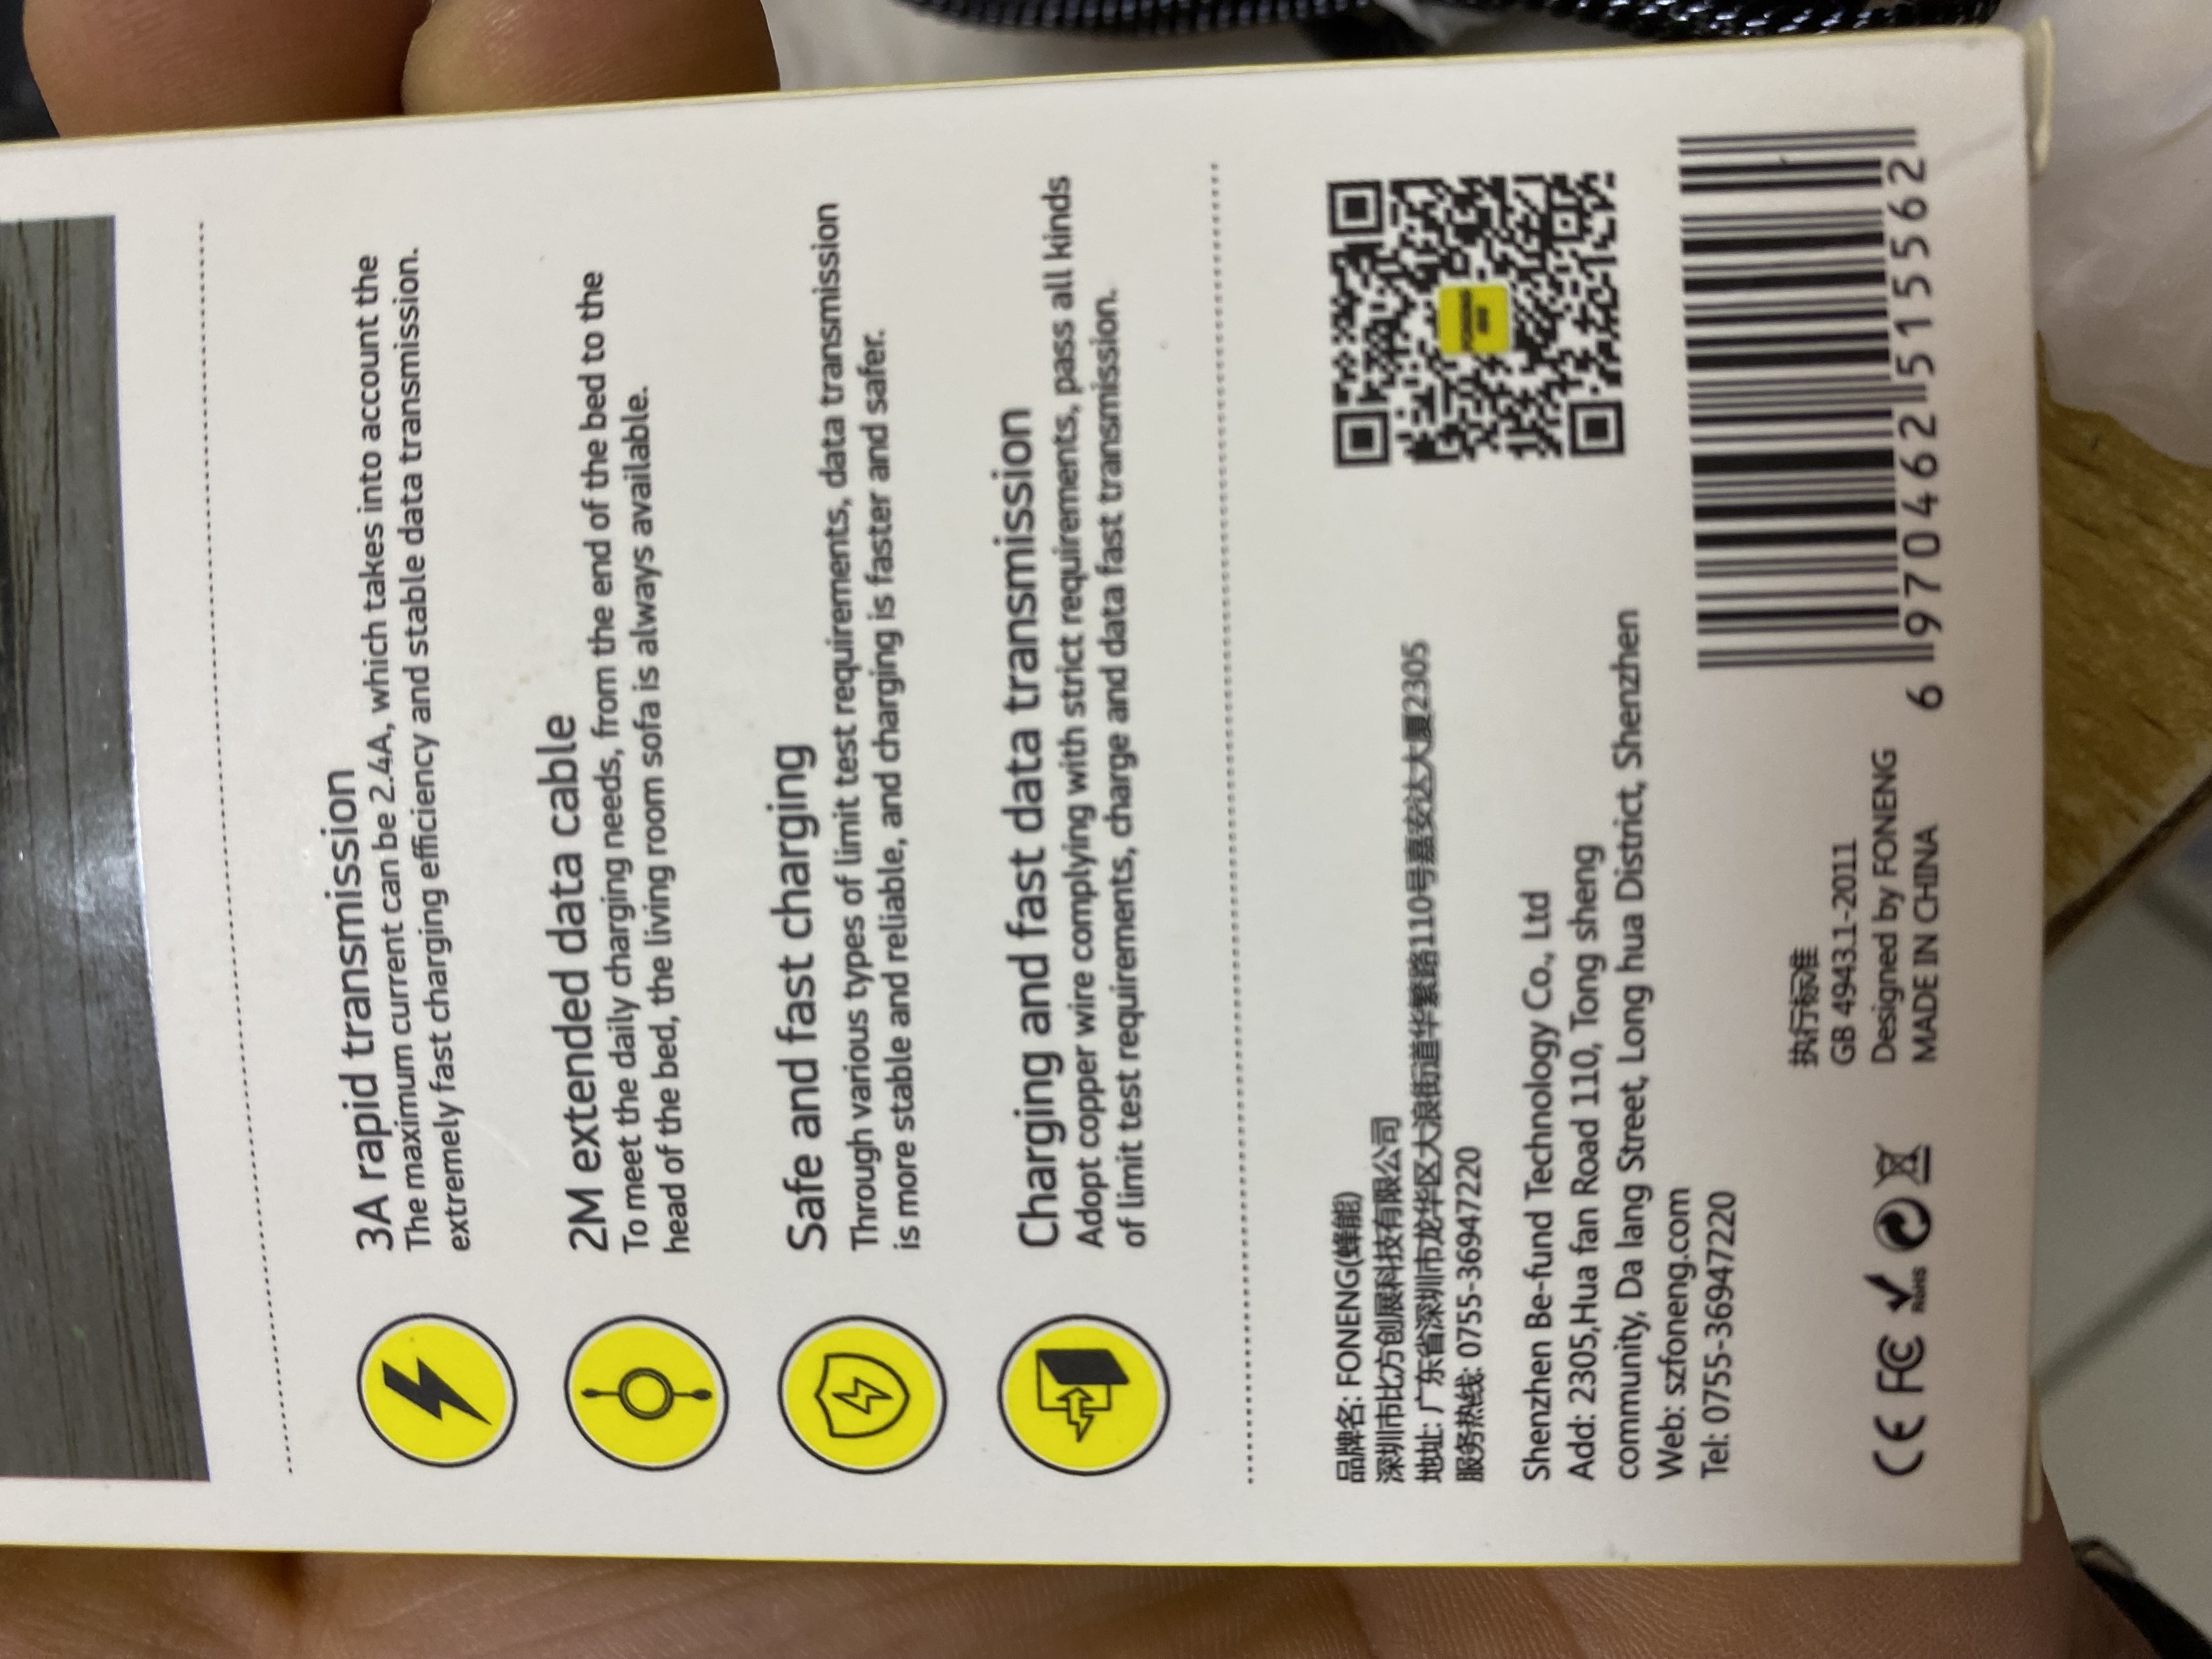 3A rapid transmission
The maximum current can be 2.4A, which takes into account the
extremely fast charging efficiency and stable data transmission.
2M extended data cable
To meet the daily charging needs, from the end of the bed to the
head of the bed, the living room sofa is always available.
Safe and fast charging
Through various types of limit test requirements, data transmission
is more stable and reliable, and charging is faster and safer.
Charging and fast data transmission
Adopt copper wire complying with strict requirements, pass all kinds
of limit test requirements, charge and data fast transmission.
品牌名: FONENG(蜂能)
深圳市比方创展科技有限公司
地址: 广东省深圳市龙华区大浪街道华繁路110号嘉安达大厦2305
服务热线: 0755-36947220
Shenzhen Be-fund Technology Co., Ltd
Add: 2305,Hua fan Road 110, Tong sheng
community, Da lang Street, Long hua District, Shenzhen
Web: szfoneng.com
Tel: 0755-36947220
CE FC RoHS
执行标准
GB 4943.1-2011
Designed by FONENG
MADE IN CHINA
6 970462 515562